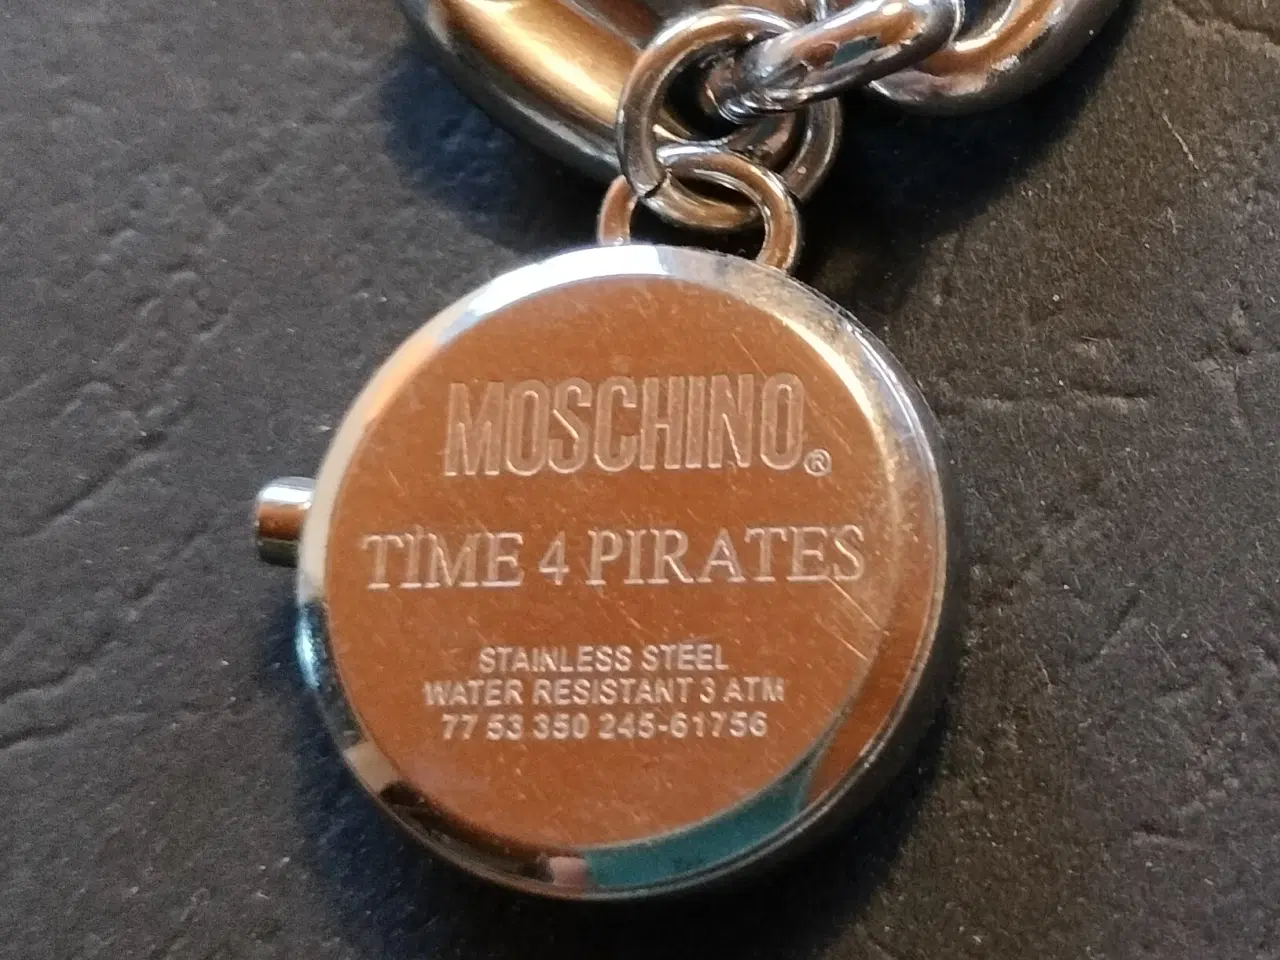 MOSCHINO®
TIME 4 PIRATES
STAINLESS STEEL
WATER RESISTANT 3 ATM
77 53 350 245-61756